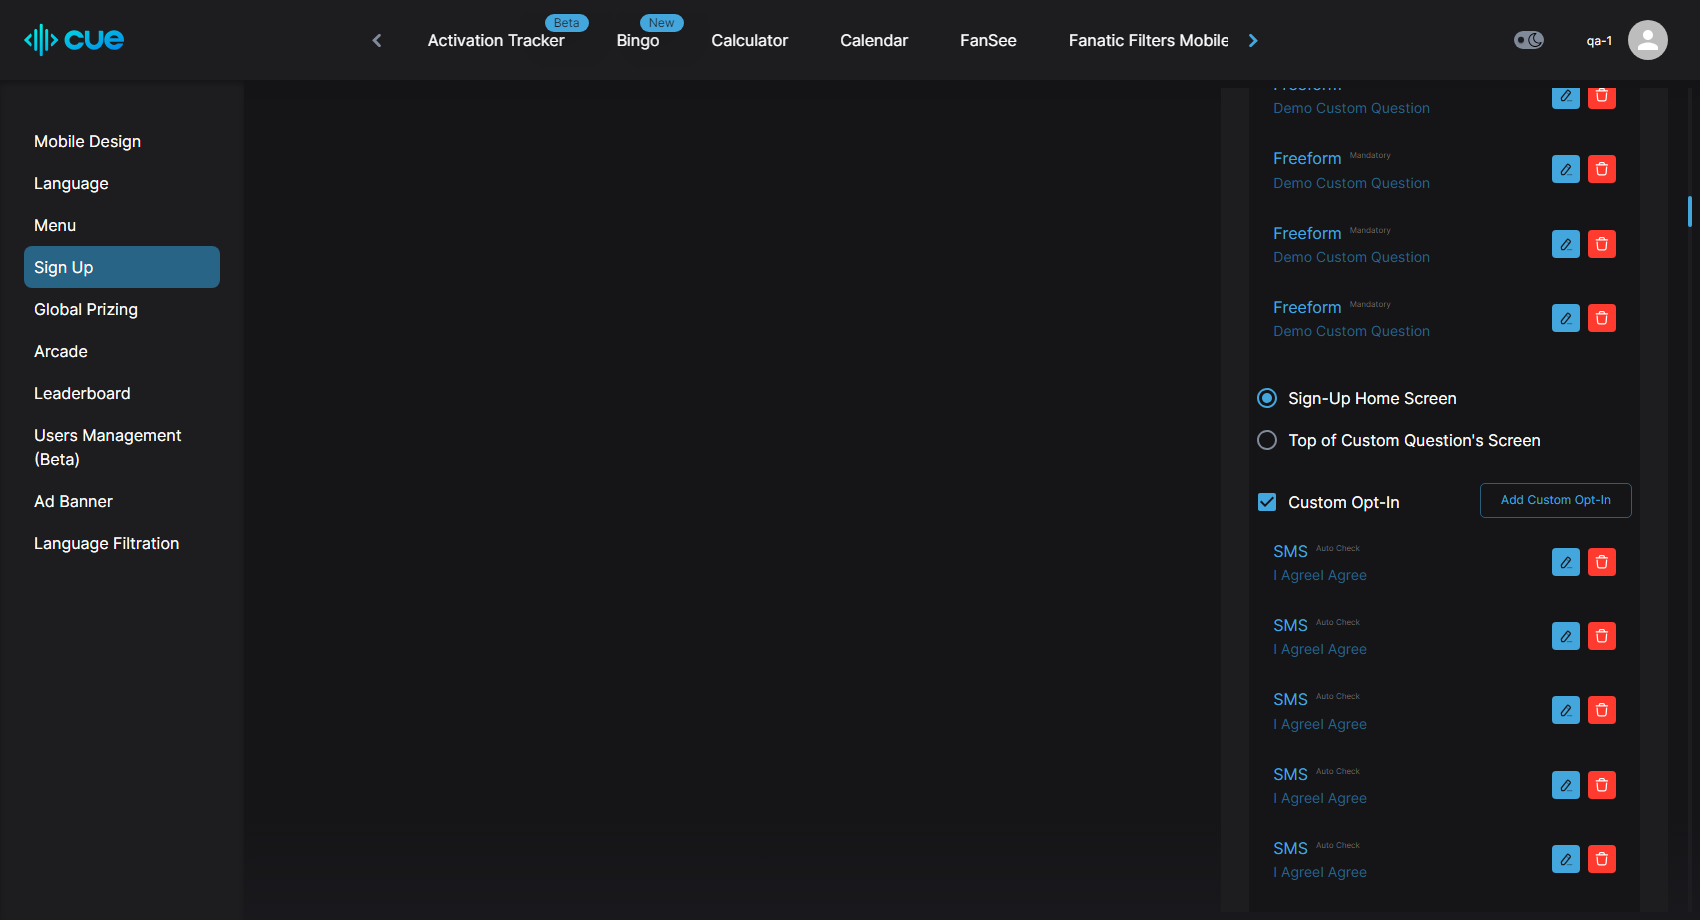 cue
Activation Tracker
Beta
Bingo
New
Calculator
Calendar
FanSee
Fanatic Filters Mobile
qa-1
Mobile Design
Language
Menu
Sign Up
Global Prizing
Arcade
Leaderboard
Users Management
(Beta)
Ad Banner
Language Filtration
Freeform
Demo Custom Question
Freeform Mandatory
Demo Custom Question
Freeform Mandatory
Demo Custom Question
Freeform Mandatory
Demo Custom Question
Sign-Up Home Screen
Top of Custom Question's Screen
Custom Opt-In
Add Custom Opt-In
SMS Auto Check
I AgreeI Agree
SMS Auto Check
I AgreeI Agree
SMS Auto Check
I AgreeI Agree
SMS Auto Check
I AgreeI Agree
SMS Auto Check
I AgreeI Agree